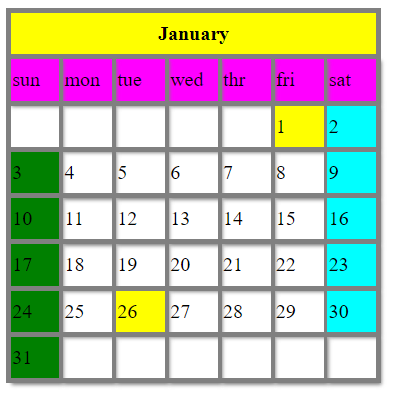 January
sun mon tue wed thr fri sat
1 2
3 4 5 6 7 8 9
10 11 12 13 14 15 16
17 18 19 20 21 22 23
24 25 26 27 28 29 30
31